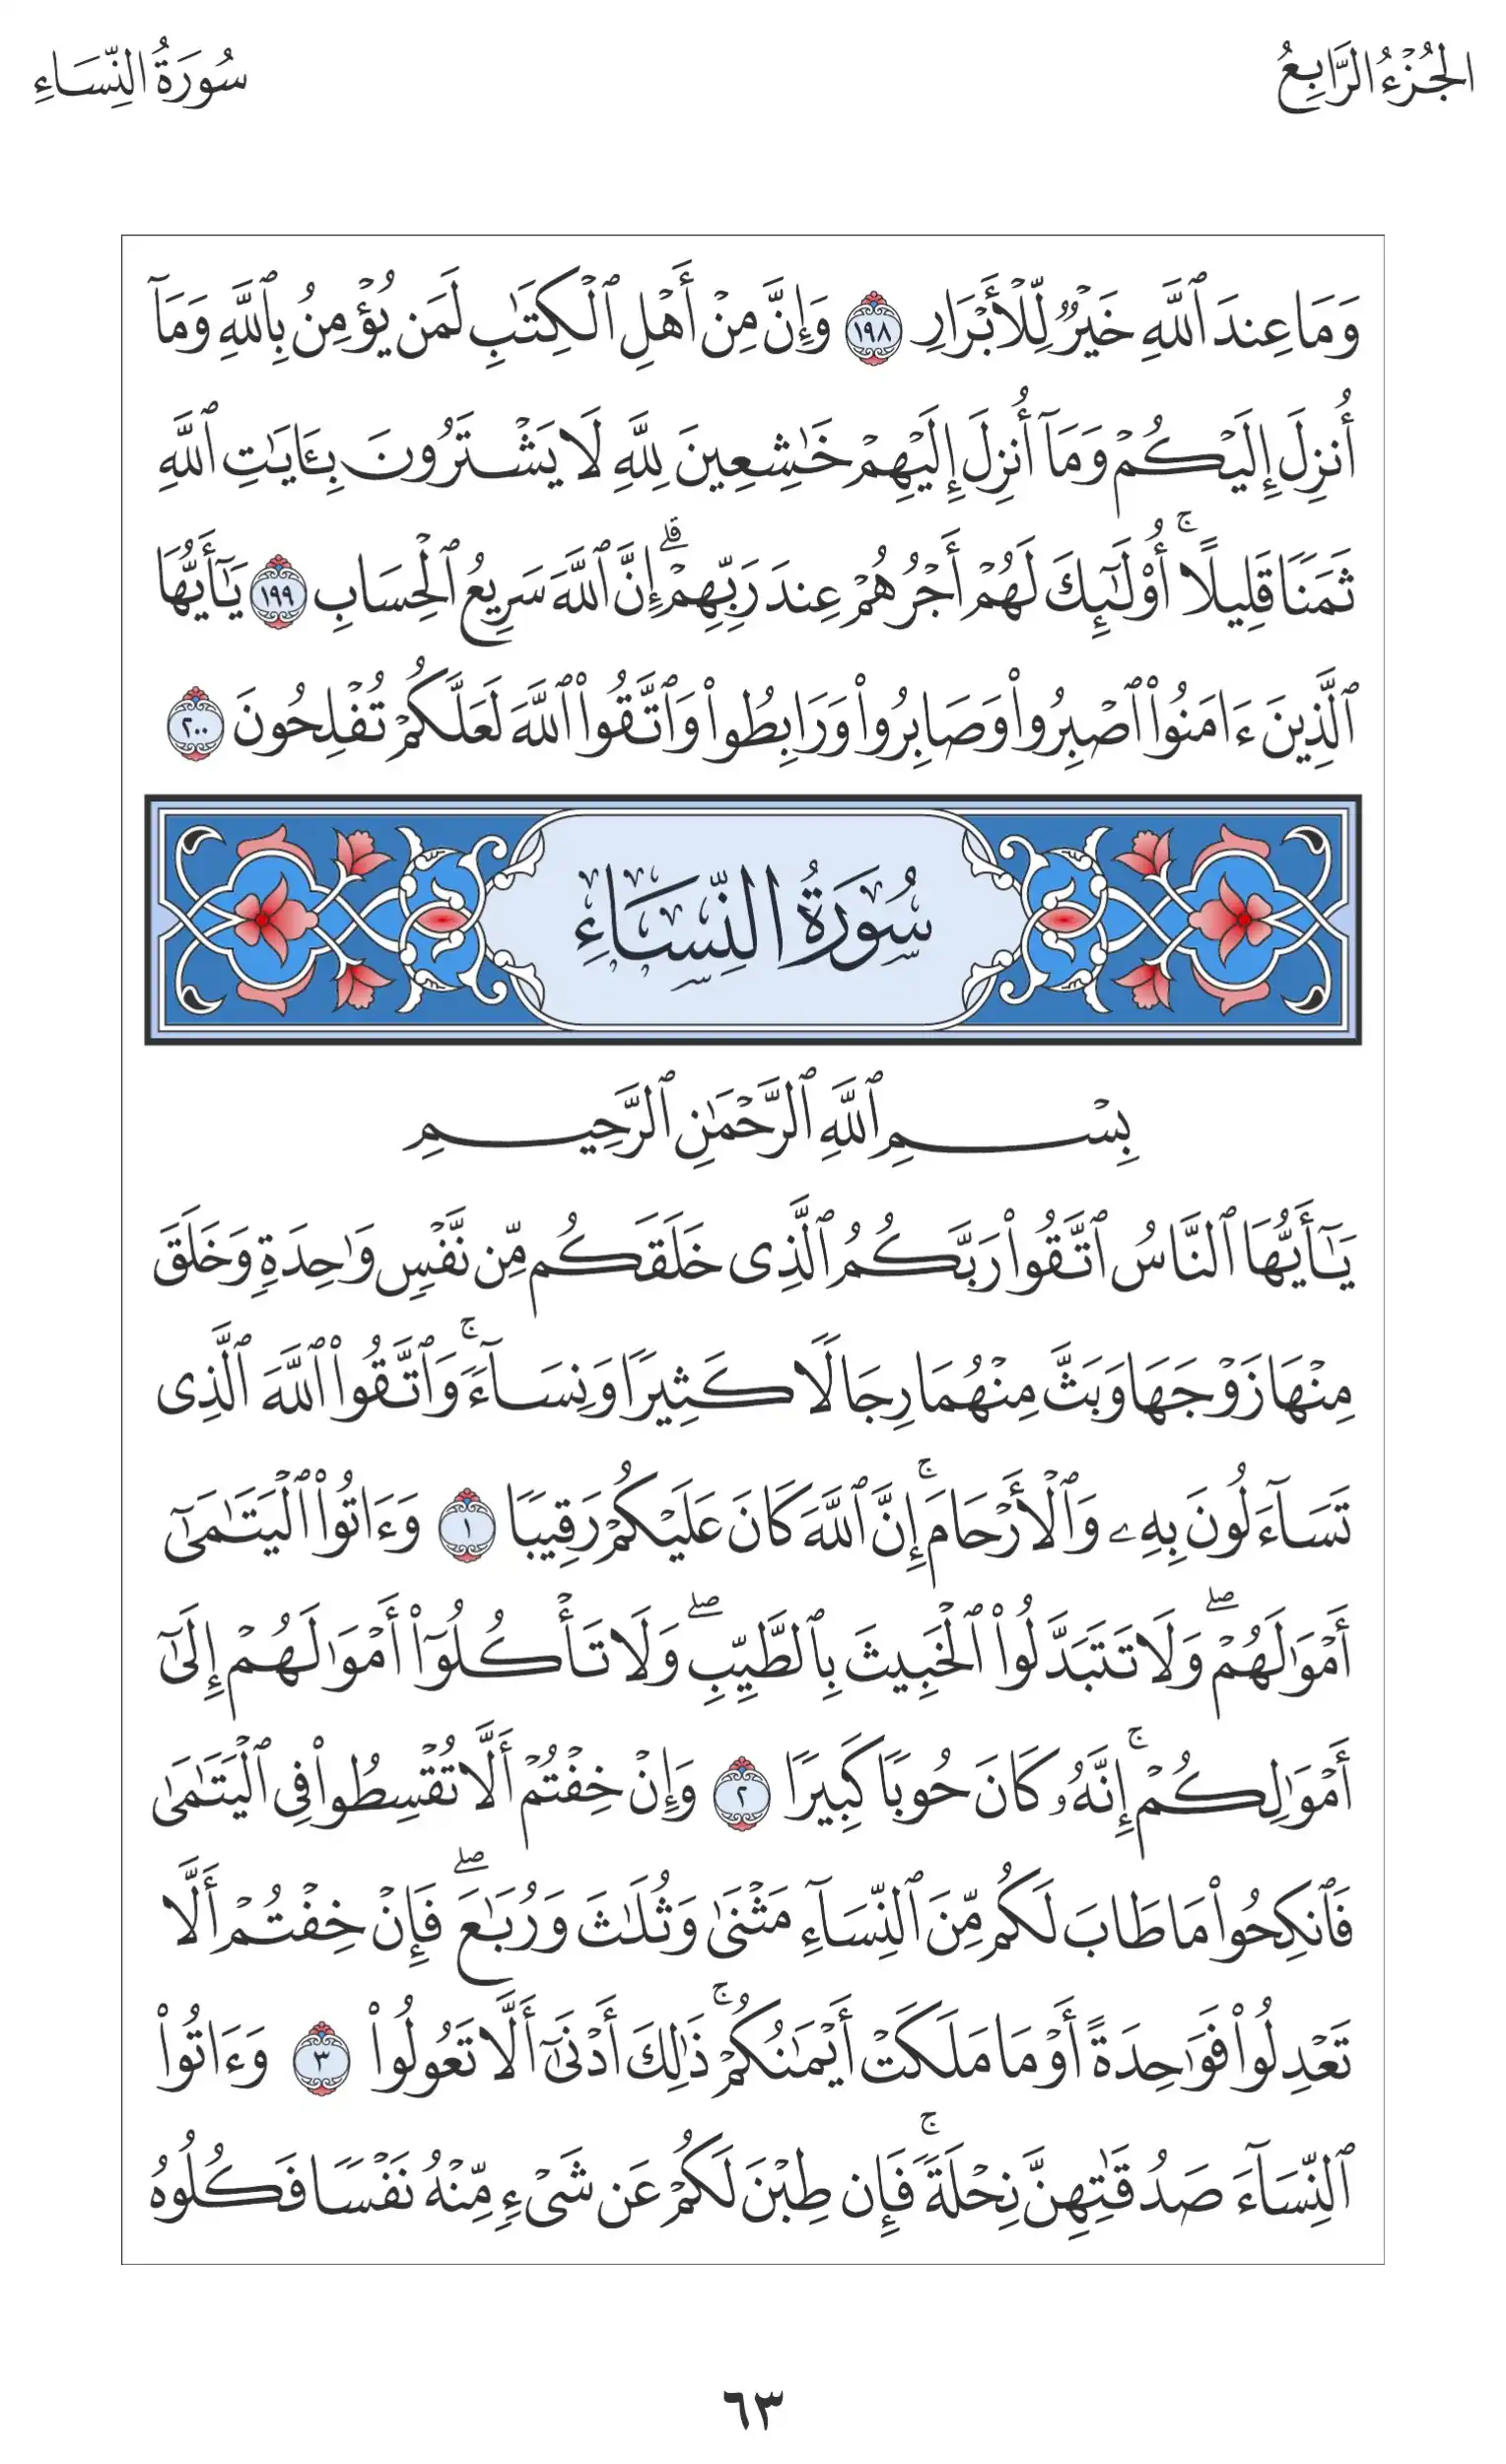 الجُزْءُ الرَّابِعُ
سُورَةُ النِّسَاءِ
وَمَا عِندَ ٱللَّهِ خَيْرٌ لِّلْأَبْرَارِ ١٩٨ وَإِنَّ مِنْ أَهْلِ ٱلْكِتَٰبِ لَمَن يُؤْمِنُ بِٱللَّهِ وَمَآ
أُنزِلَ إِلَيْكُمْ وَمَآ أُنزِلَ إِلَيْهِمْ خَٰشِعِينَ لِلَّهِ لَا يَشْتَرُونَ بِـَٔايَٰتِ ٱللَّهِ
ثَمَنًا قَلِيلًا ۚ أُو۟لَٰٓئِكَ لَهُمْ أَجْرُهُمْ عِندَ رَبِّهِمْ ۗ إِنَّ ٱللَّهَ سَرِيعُ ٱلْحِسَابِ ١٩٩ يَٰٓأَيُّهَا
ٱلَّذِينَ ءَامَنُوا۟ ٱصْبِرُوا۟ وَصَابِرُوا۟ وَرَابِطُوا۟ وَٱتَّقُوا۟ ٱللَّهَ لَعَلَّكُمْ تُفْلِحُونَ ٢٠٠
سُورَةُ النِّسَاءِ
بِسْمِ ٱللَّهِ ٱلرَّحْمَٰنِ ٱلرَّحِيمِ
يَٰٓأَيُّهَا ٱلنَّاسُ ٱتَّقُوا۟ رَبَّكُمُ ٱلَّذِى خَلَقَكُم مِّن نَّفْسٍ وَٰحِدَةٍ وَخَلَقَ
مِنْهَا زَوْجَهَا وَبَثَّ مِنْهُمَا رِجَالًا كَثِيرًا وَنِسَآءً ۚ وَٱتَّقُوا۟ ٱللَّهَ ٱلَّذِى
تَسَآءَلُونَ بِهِۦ وَٱلْأَرْحَامَ ۚ إِنَّ ٱللَّهَ كَانَ عَلَيْكُمْ رَقِيبًا ١ وَءَاتُوا۟ ٱلْيَتَٰمَىٰٓ
أَمْوَٰلَهُمْ ۖ وَلَا تَتَبَدَّلُوا۟ ٱلْخَبِيثَ بِٱلطَّيِّبِ ۖ وَلَا تَأْكُلُوٓا۟ أَمْوَٰلَهُمْ إِلَىٰٓ
أَمْوَٰلِكُمْ ۚ إِنَّهُۥ كَانَ حُوبًا كَبِيرًا ٢ وَإِنْ خِفْتُمْ أَلَّا تُقْسِطُوا۟ فِى ٱلْيَتَٰمَىٰ
فَٱنكِحُوا۟ مَا طَابَ لَكُم مِّنَ ٱلنِّسَآءِ مَثْنَىٰ وَثُلَٰثَ وَرُبَٰعَ ۖ فَإِنْ خِفْتُمْ أَلَّا
تَعْدِلُوا۟ فَوَٰحِدَةً أَوْ مَا مَلَكَتْ أَيْمَٰنُكُمْ ۚ ذَٰلِكَ أَدْنَىٰٓ أَلَّا تَعُولُوا۟ ٣ وَءَاتُوا۟
ٱلنِّسَآءَ صَدُقَٰتِهِنَّ نِحْلَةً ۚ فَإِن طِبْنَ لَكُمْ عَن شَىْءٍ مِّنْهُ نَفْسًا فَكُلُوهُ
٦٣